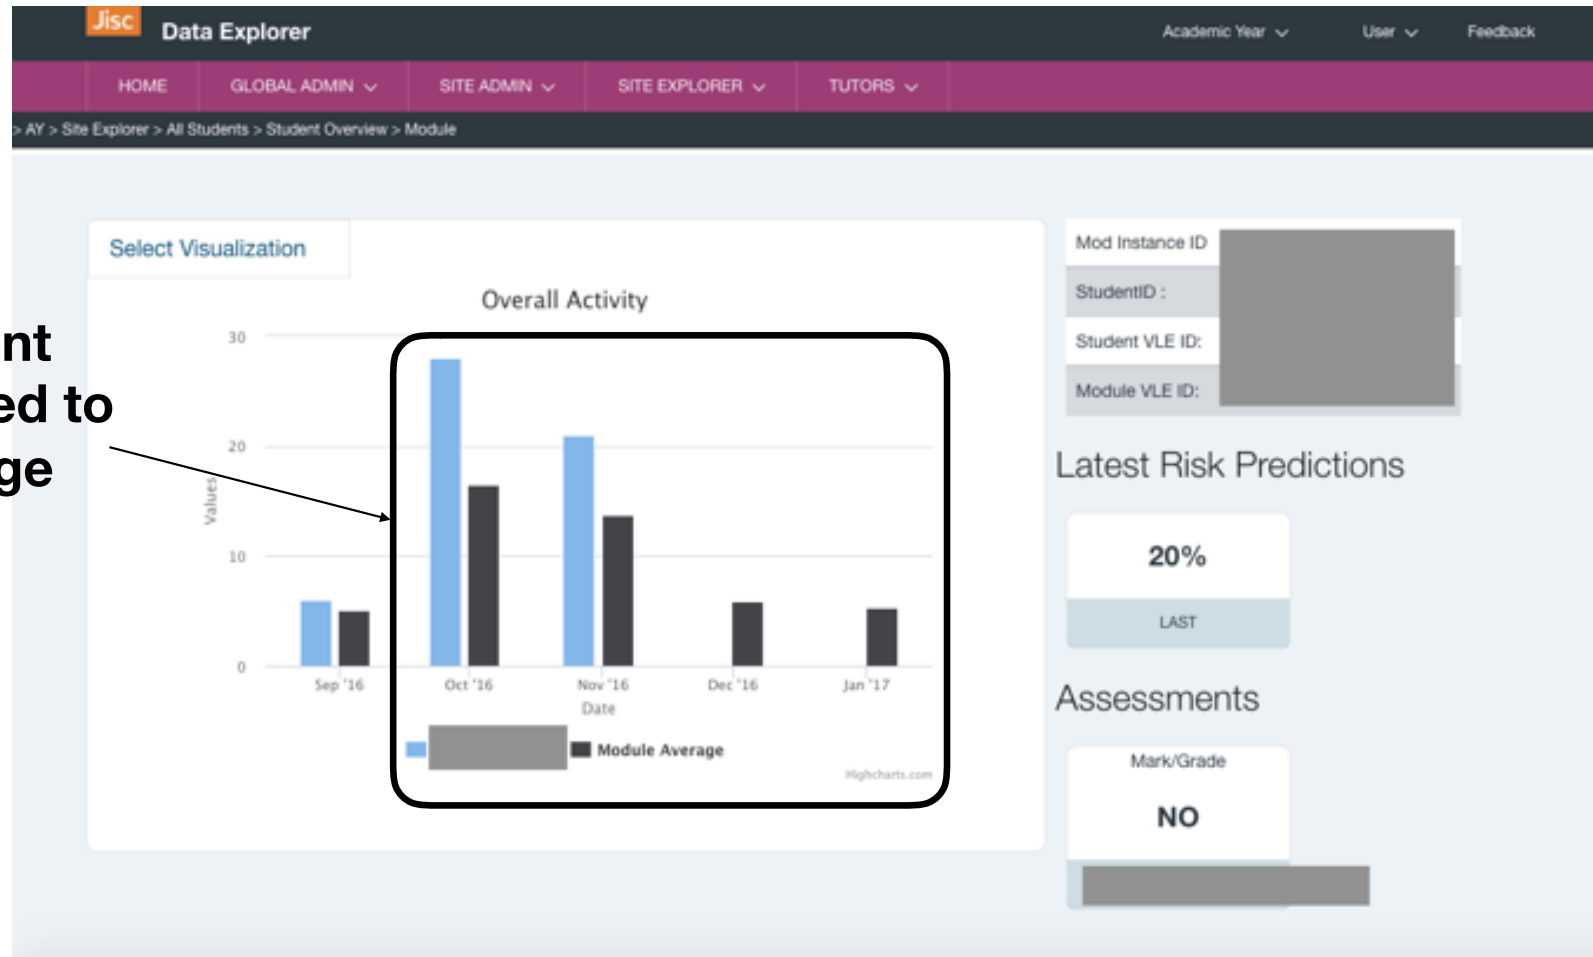 Jisc
Data Explorer
Academic Year
User
Feedback
HOME
GLOBAL ADMIN
SITE ADMIN
SITE EXPLORER
TUTORS
> AY > Site Explorer > All Students > Student Overview > Module
Select Visualization
Overall Activity
nt
ed to
ge
30
20
10
0
Values
Sep '16
Oct '16
Nov '16
Dec '16
Jan '17
Date
Module Average
Highcharts.com
Mod Instance ID
StudentID :
Student VLE ID:
Module VLE ID:
Latest Risk Predictions
20%
LAST
Assessments
Mark/Grade
NO